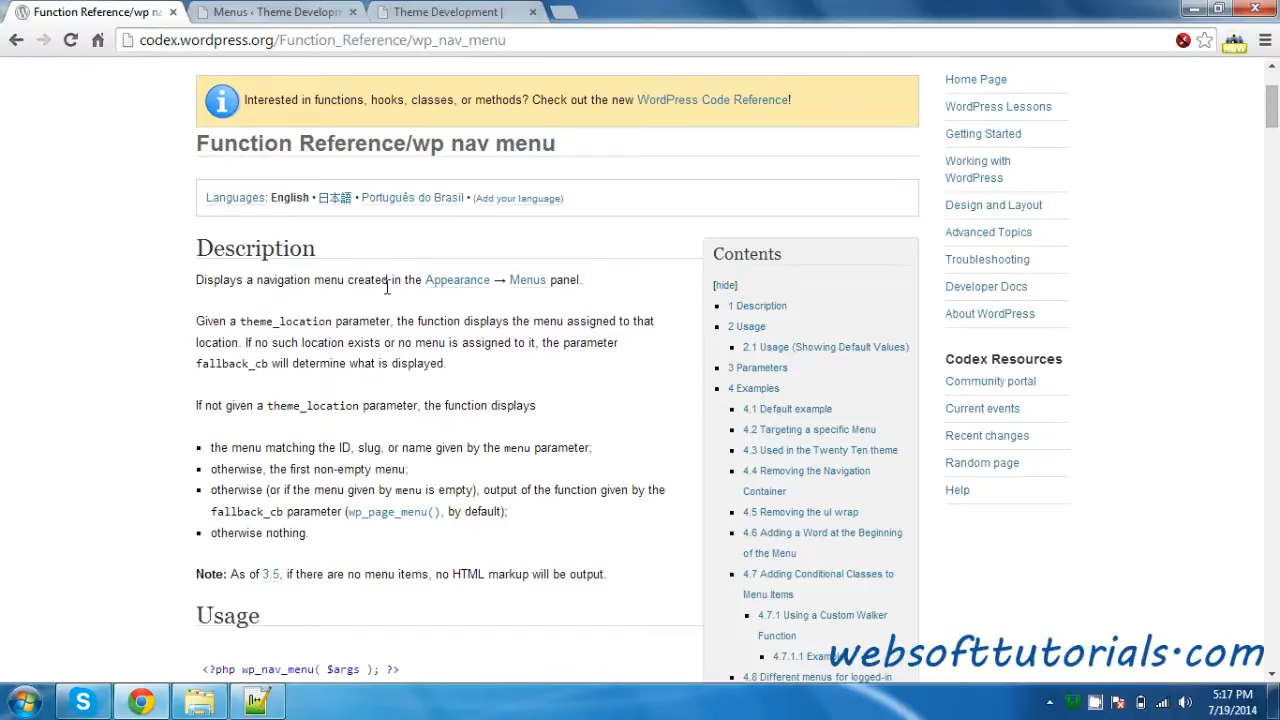 Function Reference/wp na
Menus ‹ Theme Developm
Theme Development |
codex.wordpress.org/Function_Reference/wp_nav_menu
NEW
Interested in functions, hooks, classes, or methods? Check out the new WordPress Code Reference!
Function Reference/wp nav menu
Languages: English • 日本語 • Português do Brasil • (Add your language)
Description
Displays a navigation menu created in the Appearance → Menus panel.
Given a theme_location parameter, the function displays the menu assigned to that
location. If no such location exists or no menu is assigned to it, the parameter
fallback_cb will determine what is displayed.
If not given a theme_location parameter, the function displays
the menu matching the ID, slug, or name given by the menu parameter;
otherwise, the first non-empty menu;
otherwise (or if the menu given by menu is empty), output of the function given by the
fallback_cb parameter (wp_page_menu(), by default);
otherwise nothing.
Note: As of 3.5, if there are no menu items, no HTML markup will be output.
Usage
<?php wp_nav_menu( $args ); ?>
Contents
[hide]
1 Description
2 Usage
2.1 Usage (Showing Default Values)
3 Parameters
4 Examples
4.1 Default example
4.2 Targeting a specific Menu
4.3 Used in the Twenty Ten theme
4.4 Removing the Navigation
Container
4.5 Removing the ul wrap
4.6 Adding a Word at the Beginning
of the Menu
4.7 Adding Conditional Classes to
Menu Items
4.7.1 Using a Custom Walker
Function
4.7.1.1 Exam
4.8 Different menus for logged-in
Home Page
WordPress Lessons
Getting Started
Working with
WordPress
Design and Layout
Advanced Topics
Troubleshooting
Developer Docs
About WordPress
Codex Resources
Community portal
Current events
Recent changes
Random page
Help
websofttutorials.com
5:17 PM
7/19/2014